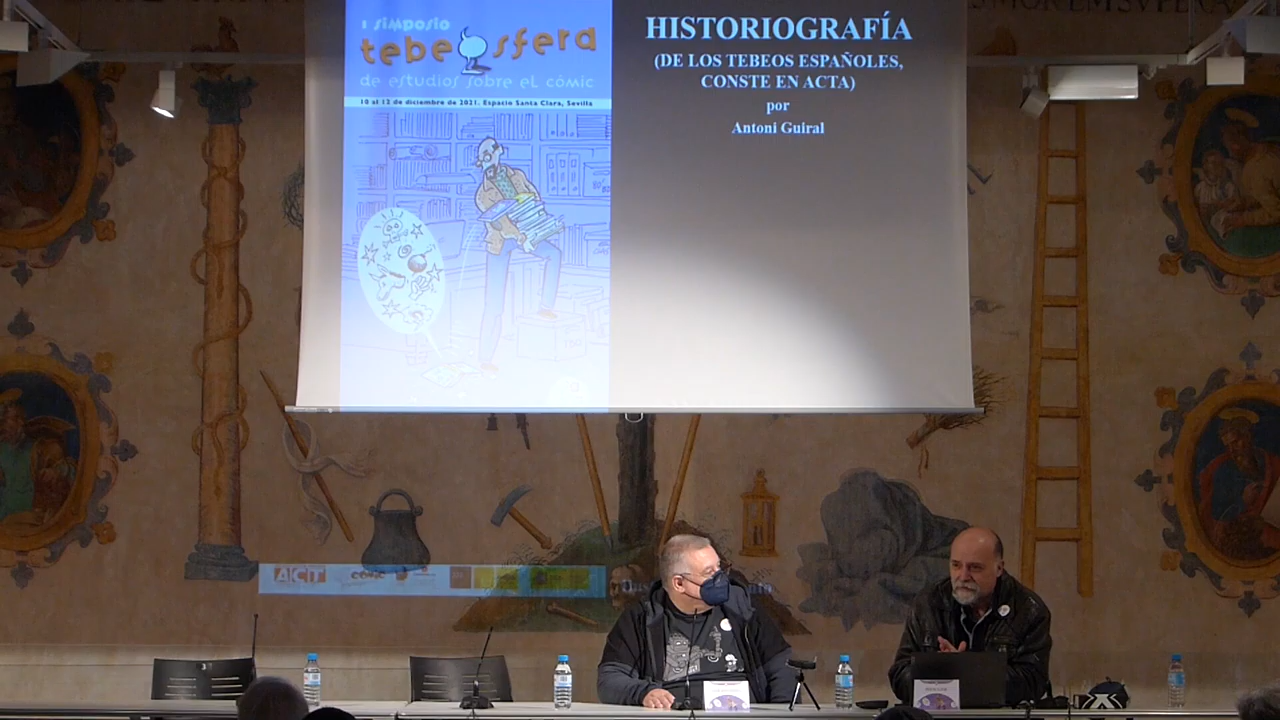 I SIMPOSIO
tebeosfera
de estudios sobre el cómic
10 al 12 de diciembre de 2021. Espacio Santa Clara, Sevilla
HISTORIOGRAFÍA
(DE LOS TEBEOS ESPAÑOLES,
CONSTE EN ACTA)
por
Antoni Guiral
ACT